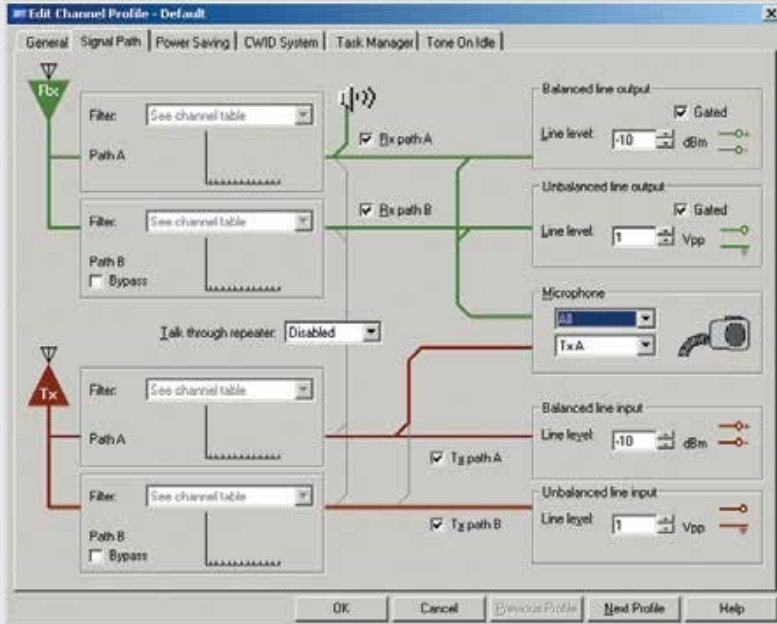 Edit Channel Profile - Default
General Signal Path Power Saving CWID System Task Manager Tone On Idle
Rx
Filter: See channel table
Path A
Rx path A
Balanced line output
Gated
Line level: -10 dBm
Filter: See channel table
Path B
Bypass
Rx path B
Unbalanced line output
Gated
Line level: 1 Vpp
Talk through repeater: Disabled
Microphone
All
Tx A
Tx
Filter: See channel table
Path A
Tx path A
Balanced line input
Line level: -10 dBm
Filter: See channel table
Path B
Bypass
Tx path B
Unbalanced line input
Line level: 1 Vpp
OK Cancel Previous Profile Next Profile Help